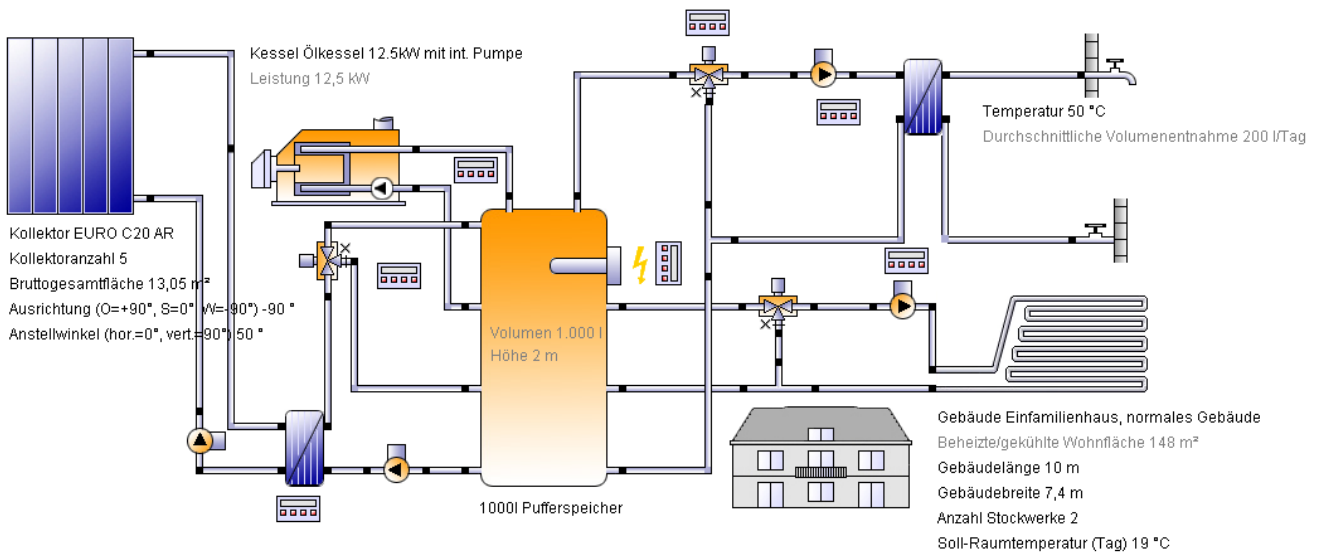 Kessel Ölkessel 12.5kW mit int. Pumpe
Leistung 12,5 kW
Temperatur 50 °C
Durchschnittliche Volumenentnahme 200 l/Tag
Kollektor EURO C20 AR
Kollektoranzahl 5
Bruttogesamtfläche 13,05 m²
Ausrichtung (O=+90°, S=0°, W=-90°) -90 °
Anstellwinkel (hor.=0°, vert.=90°) 50 °
Volumen 1.000 l
Höhe 2 m
1000l Pufferspeicher
Gebäude Einfamilienhaus, normales Gebäude
Beheizte/gekühlte Wohnfläche 148 m²
Gebäudelänge 10 m
Gebäudebreite 7,4 m
Anzahl Stockwerke 2
Soll-Raumtemperatur (Tag) 19 °C